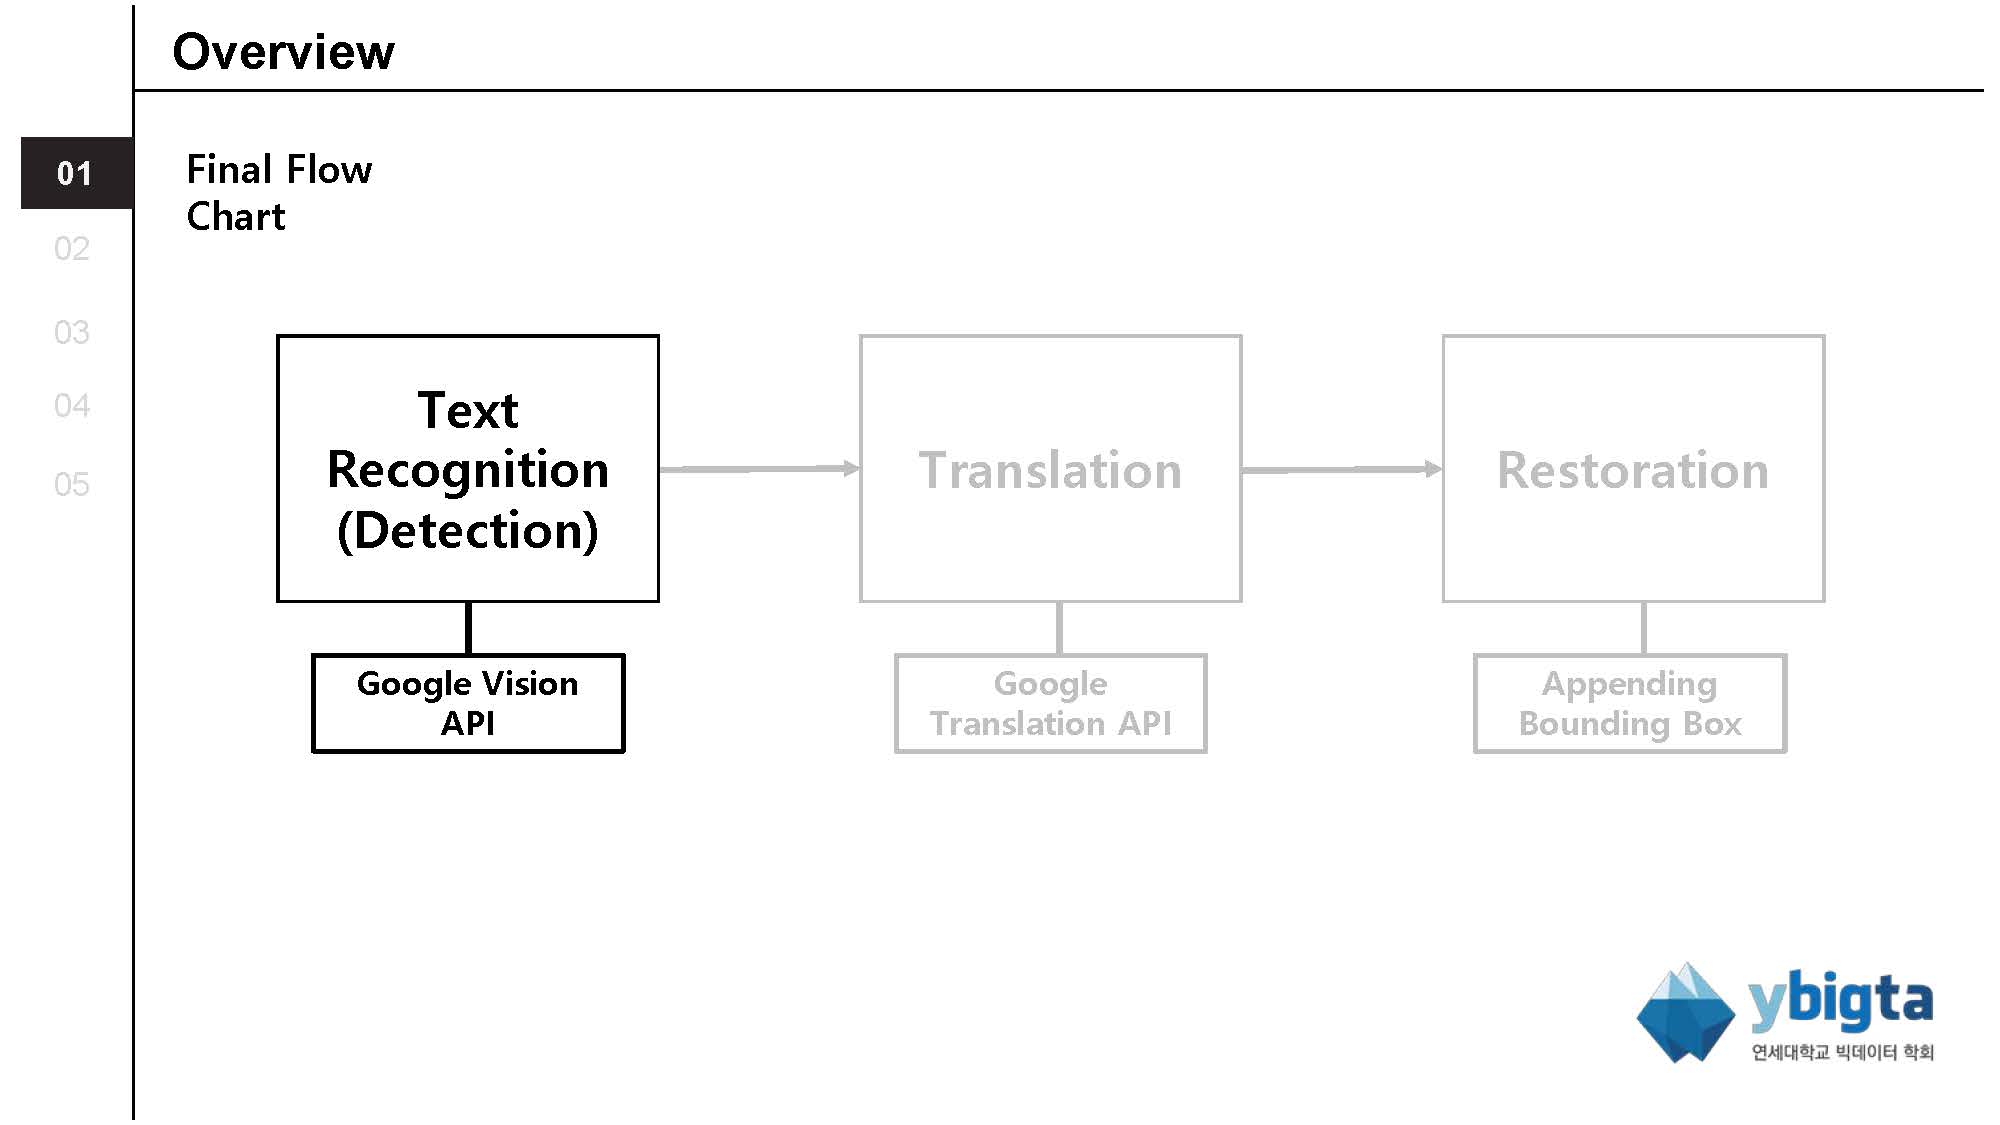 Overview
01
02
03
04
05
Final Flow
Chart
Text
Recognition
(Detection)
Google Vision
API
Translation
Google
Translation API
Restoration
Appending
Bounding Box
ybigta
연세대학교 빅데이터 학회